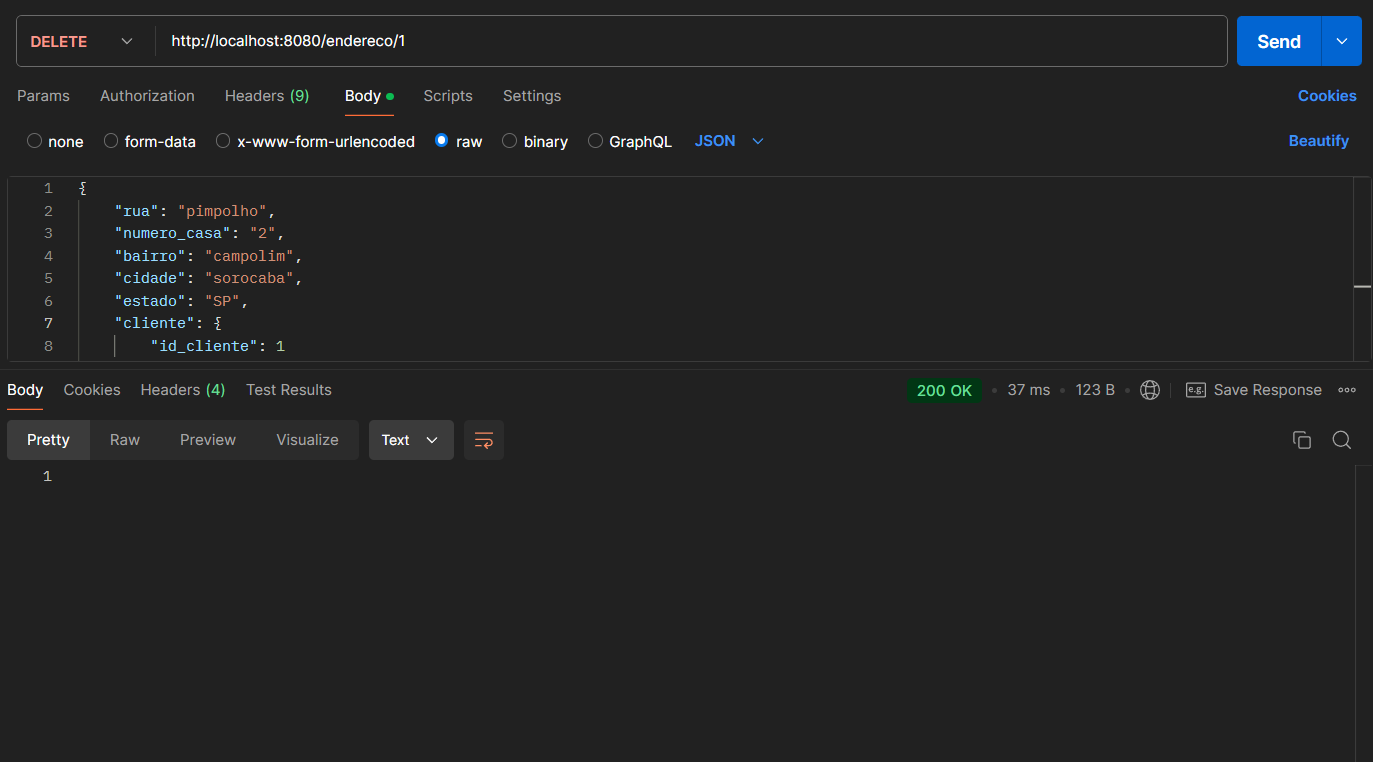 DELETE http://localhost:8080/endereco/1 Send
Params Authorization Headers (9) Body Scripts Settings Cookies
none form-data x-www-form-urlencoded raw binary GraphQL JSON Beautify
1 {
2 "rua": "pimpolho",
3 "numero_casa": "2",
4 "bairro": "campolim",
5 "cidade": "sorocaba",
6 "estado": "SP",
7 "cliente": {
8 "id_cliente": 1
Body Cookies Headers (4) Test Results 200 OK 37 ms 123 B e.g. Save Response
Pretty Raw Preview Visualize Text
1